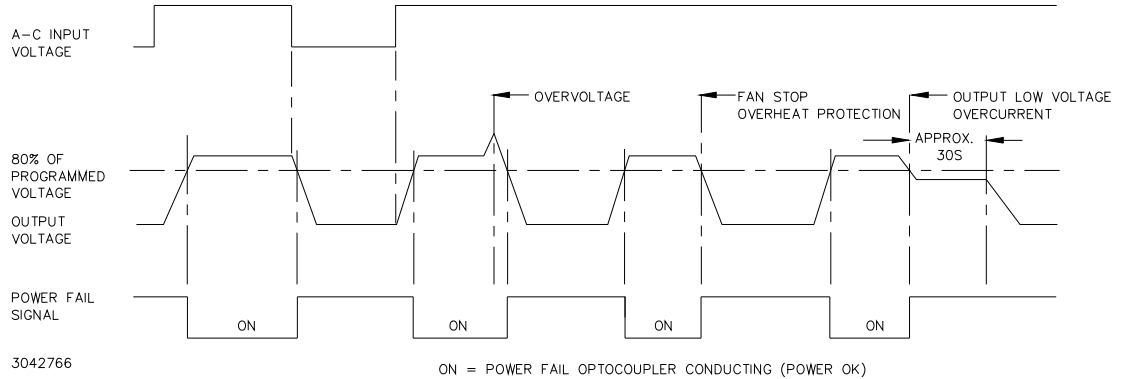 A-C INPUT
VOLTAGE
OVERVOLTAGE
FAN STOP
OVERHEAT PROTECTION
OUTPUT LOW VOLTAGE
OVERCURRENT
APPROX.
30S
80% OF
PROGRAMMED
VOLTAGE
OUTPUT
VOLTAGE
POWER FAIL
SIGNAL
ON
ON
ON
ON
3042766
ON = POWER FAIL OPTOCOUPLER CONDUCTING (POWER OK)